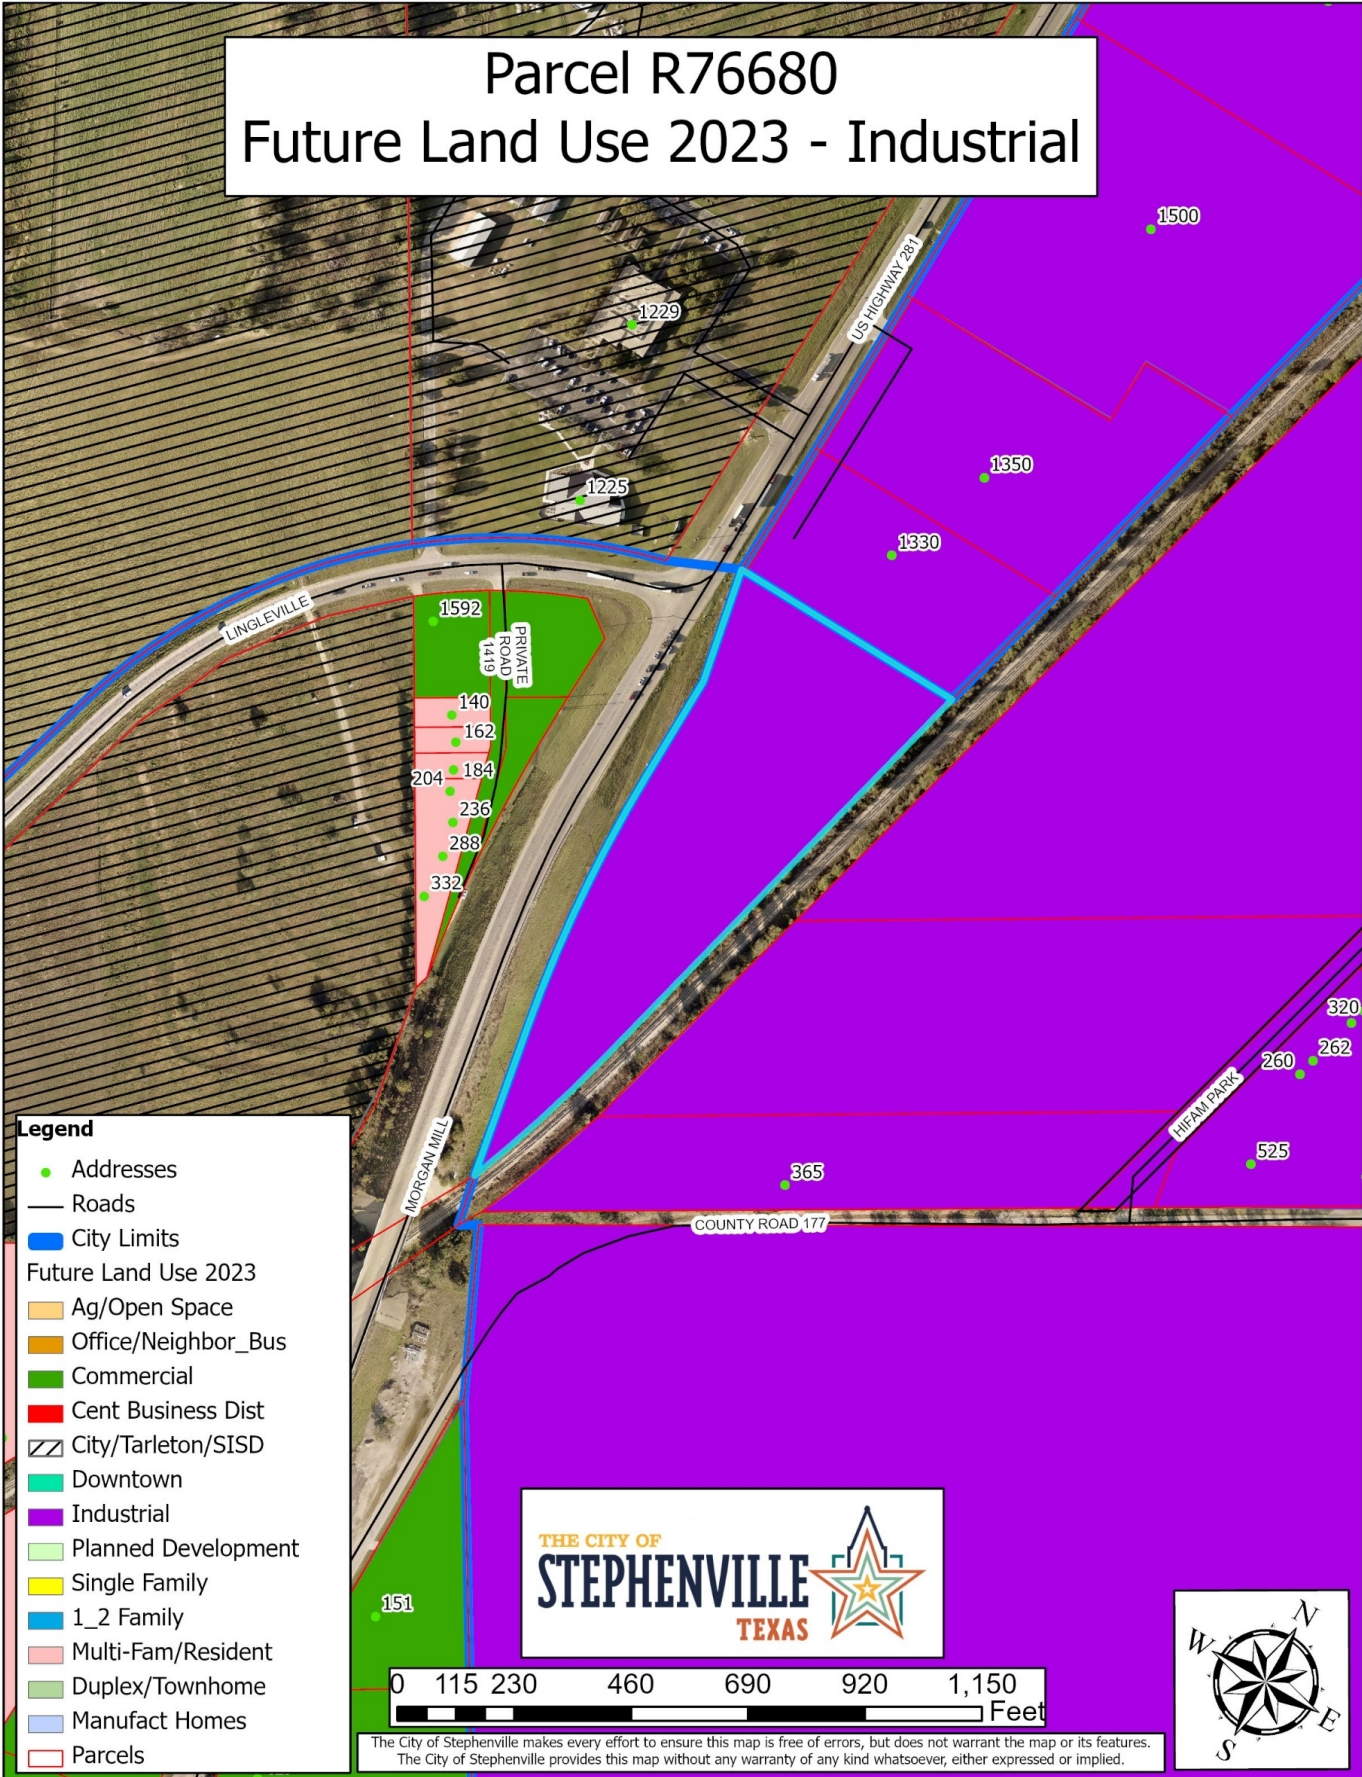 Parcel R76680
Future Land Use 2023 - Industrial
1500
1229
US HIGHWAY 281
1350
1225
1330
LINGLEVILLE
1592
PRIVATE
ROAD
1419
140
162
184
204
236
288
332
320
262
260
HIFAM PARK
525
365
MORGAN MILL
COUNTY ROAD 177
151
Legend
Addresses
Roads
City Limits
Future Land Use 2023
Ag/Open Space
Office/Neighbor_Bus
Commercial
Cent Business Dist
City/Tarleton/SISD
Downtown
Industrial
Planned Development
Single Family
1_2 Family
Multi-Fam/Resident
Duplex/Townhome
Manufact Homes
Parcels
THE CITY OF
STEPHENVILLE
TEXAS
0 115 230 460 690 920 1,150
Feet
The City of Stephenville makes every effort to ensure this map is free of errors, but does not warrant the map or its features.
The City of Stephenville provides this map without any warranty of any kind whatsoever, either expressed or implied.
N
W
E
S